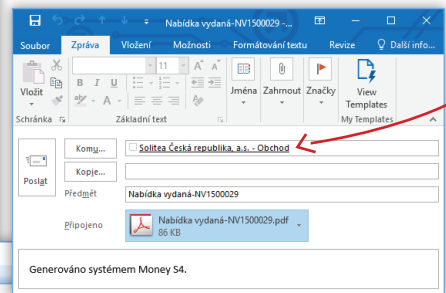 Nabídka vydaná-NV1500029 -...
Soubor Zpráva Vložení Možnosti Formátování textu Revize Další info...
Vložit
11 A A
B I U
ab A
Jména Zahrnout Značky View Templates
Schránka Základní text My Templates
Poslat
Komu... Solitea Česká republika, a.s. - Obchod
Kopie...
Předmět Nabídka vydaná-NV1500029
Připojeno Nabídka vydaná-NV1500029.pdf
86 KB
Generováno systémem Money S4.